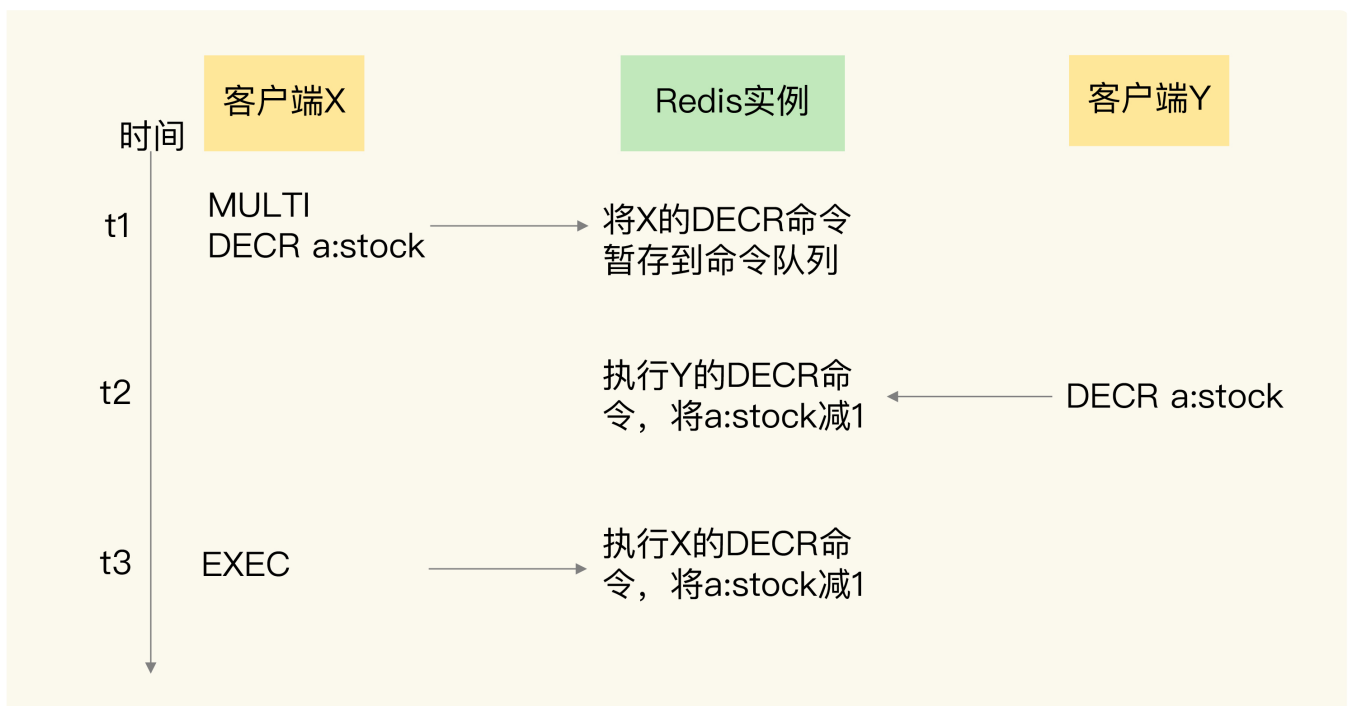 客户端X
Redis实例
客户端Y
时间
t1
MULTI
DECR a:stock
将X的DECR命令
暂存到命令队列
t2
执行Y的DECR命
令，将a:stock减1
DECR a:stock
t3
EXEC
执行X的DECR命
令，将a:stock减1